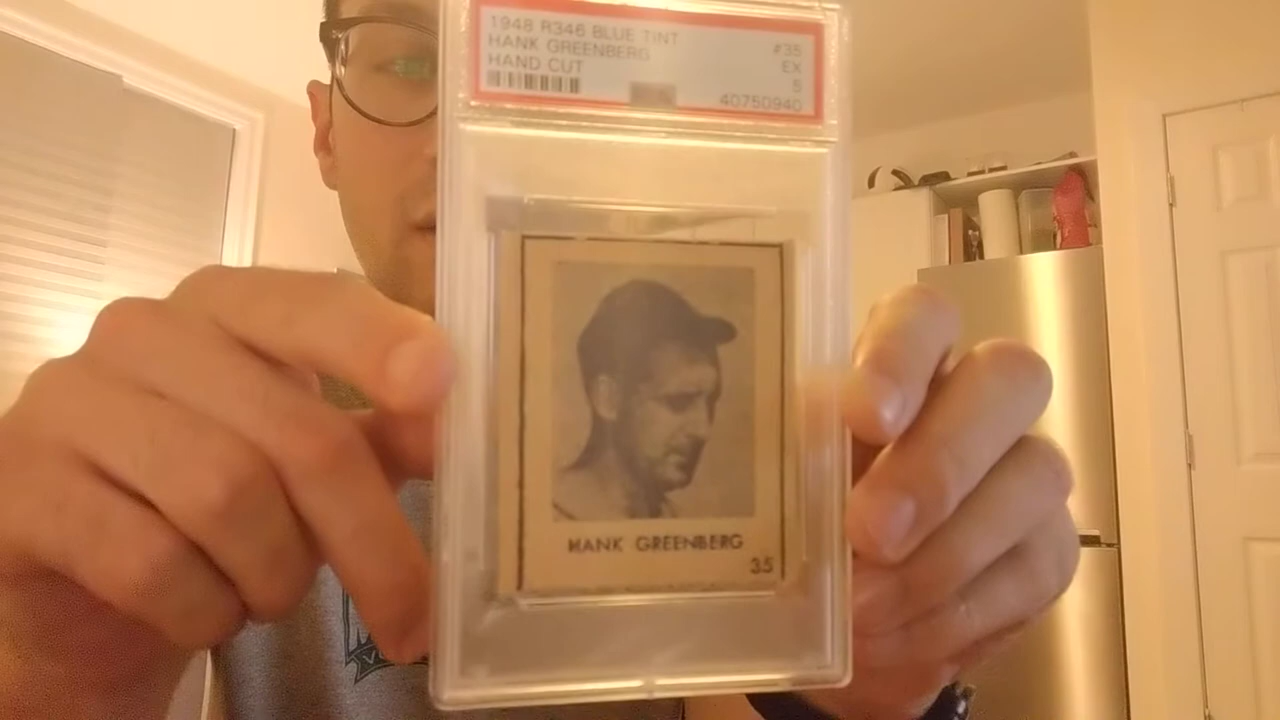 1948 R346 BLUE TINT
#35
HANK GREENBERG
EX
HAND CUT
5
40750940
HANK GREENBERG
35